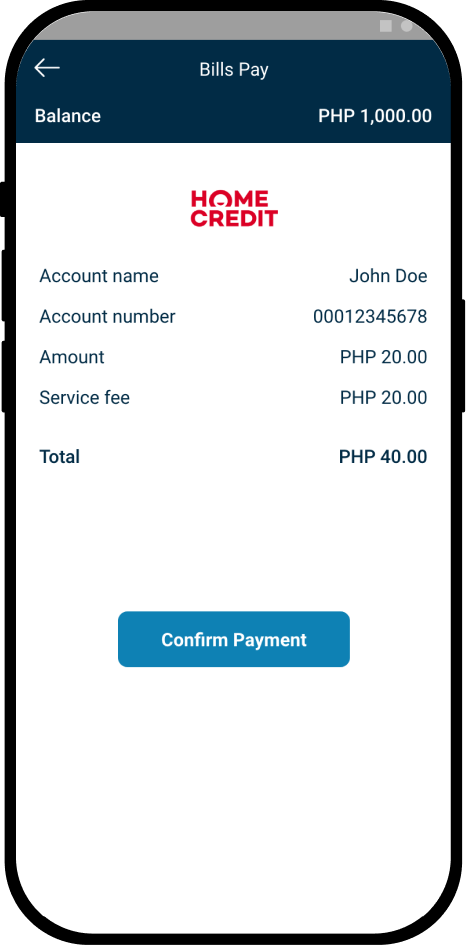 Bills Pay
Balance PHP 1,000.00
HOME
CREDIT
Account name John Doe
Account number 00012345678
Amount PHP 20.00
Service fee PHP 20.00
Total PHP 40.00
Confirm Payment